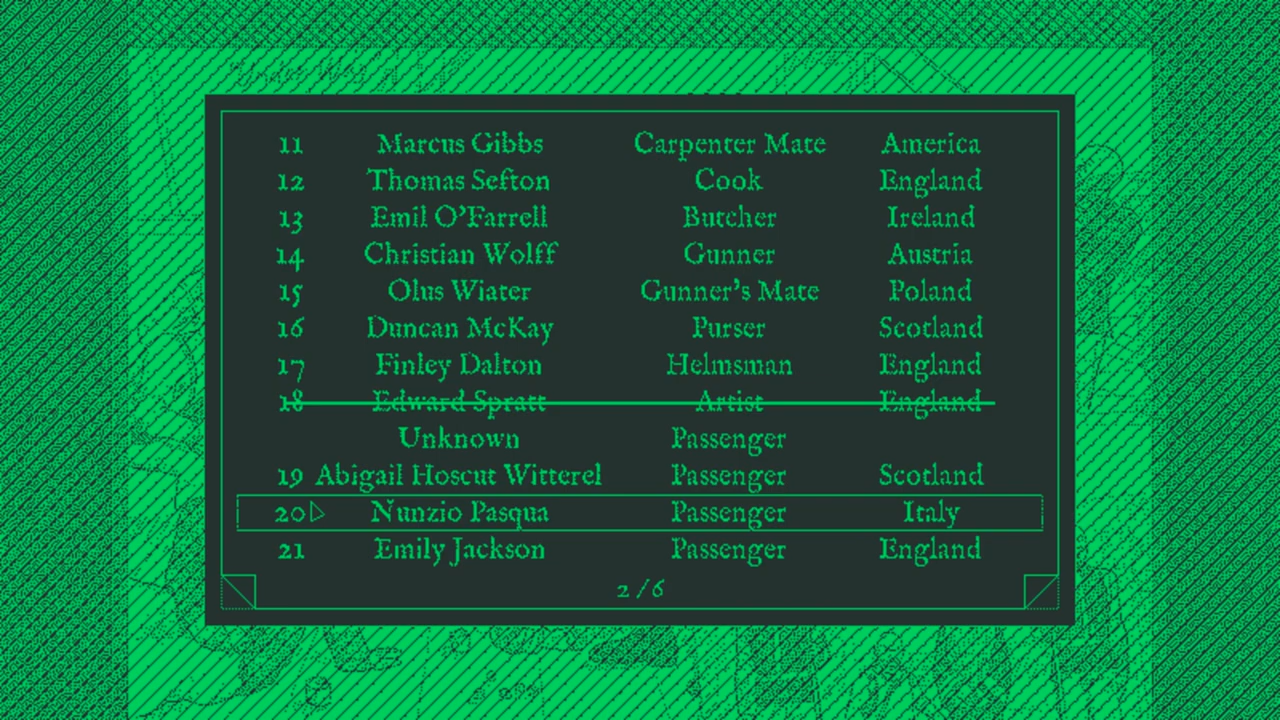 11 Marcus Gibbs Carpenter Mate America
12 Thomas Sefton Cook England
13 Emil O'Farrell Butcher Ireland
14 Christian Wolff Gunner Austria
15 Olus Wiater Gunner's Mate Poland
16 Duncan McKay Purser Scotland
17 Finley Dalton Helmsman England
18 Edward Spratt Artist England
Unknown Passenger
19 Abigail Hoscut Witterel Passenger Scotland
20 Nunzio Pasqua Passenger Italy
21 Emily Jackson Passenger England
2/6